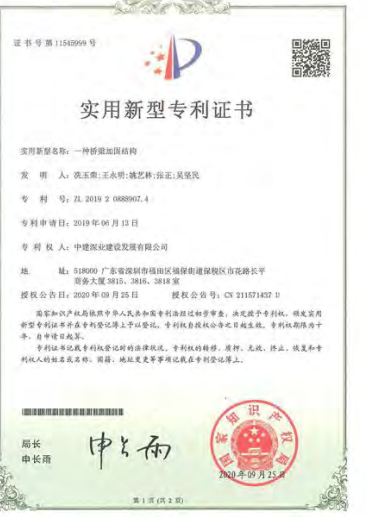 证书号第11545999号
实用新型专利证书
实用新型名称：一种桥梁加固结构
发 明 人：冼玉荣;王永明;姚艺林;张正;吴坚民
专 利 号：ZL 2019 2 0888907.4
专利申请日：2019年06月13日
专 利 权 人：中建深业建设发展有限公司
地 址：518000 广东省深圳市福田区福保街道保税区市花路长平
商务大厦3815、3816、3818室
授权公告日：2020年09月25日 授权公告号：CN 211571437 U
国家知识产权局依照中华人民共和国专利法经过初步审查，决定授予专利权，颁发实用
新型专利证书并在专利登记簿上予以登记。专利权自授权公告之日起生效。专利权期限为十
年，自申请日起算。
专利证书记载专利权登记时的法律状况。专利权的转移、质押、无效、终止、恢复和专
利权人的姓名或名称、国籍、地址变更等事项记载在专利登记簿上。
局长
申长雨
申长雨
国家知识产权局
2020年09月25日
第1页(共2页)